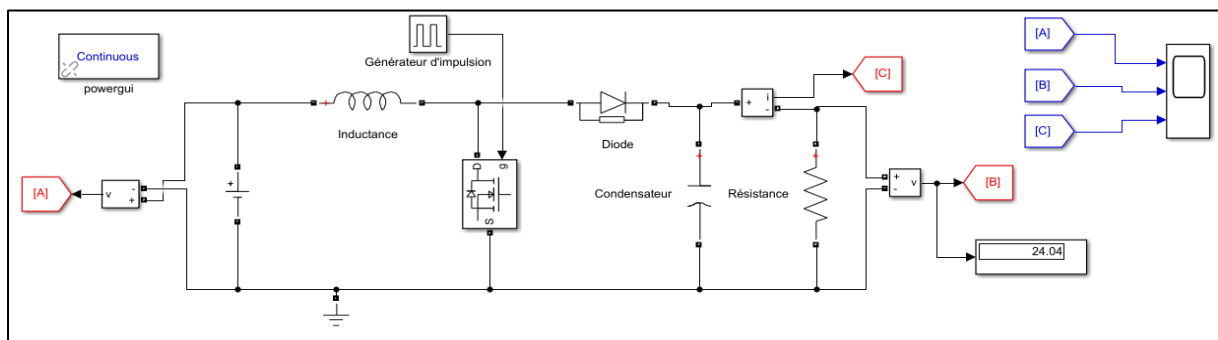 Continuous
powergui
Générateur d'impulsion
[C]
[A]
[B]
[C]
+
Inductance
Diode
+
i
-
[A]
v
-
+
+
D
g
S
Condensateur
+
Résistance
+
+
-
v
[B]
24.04